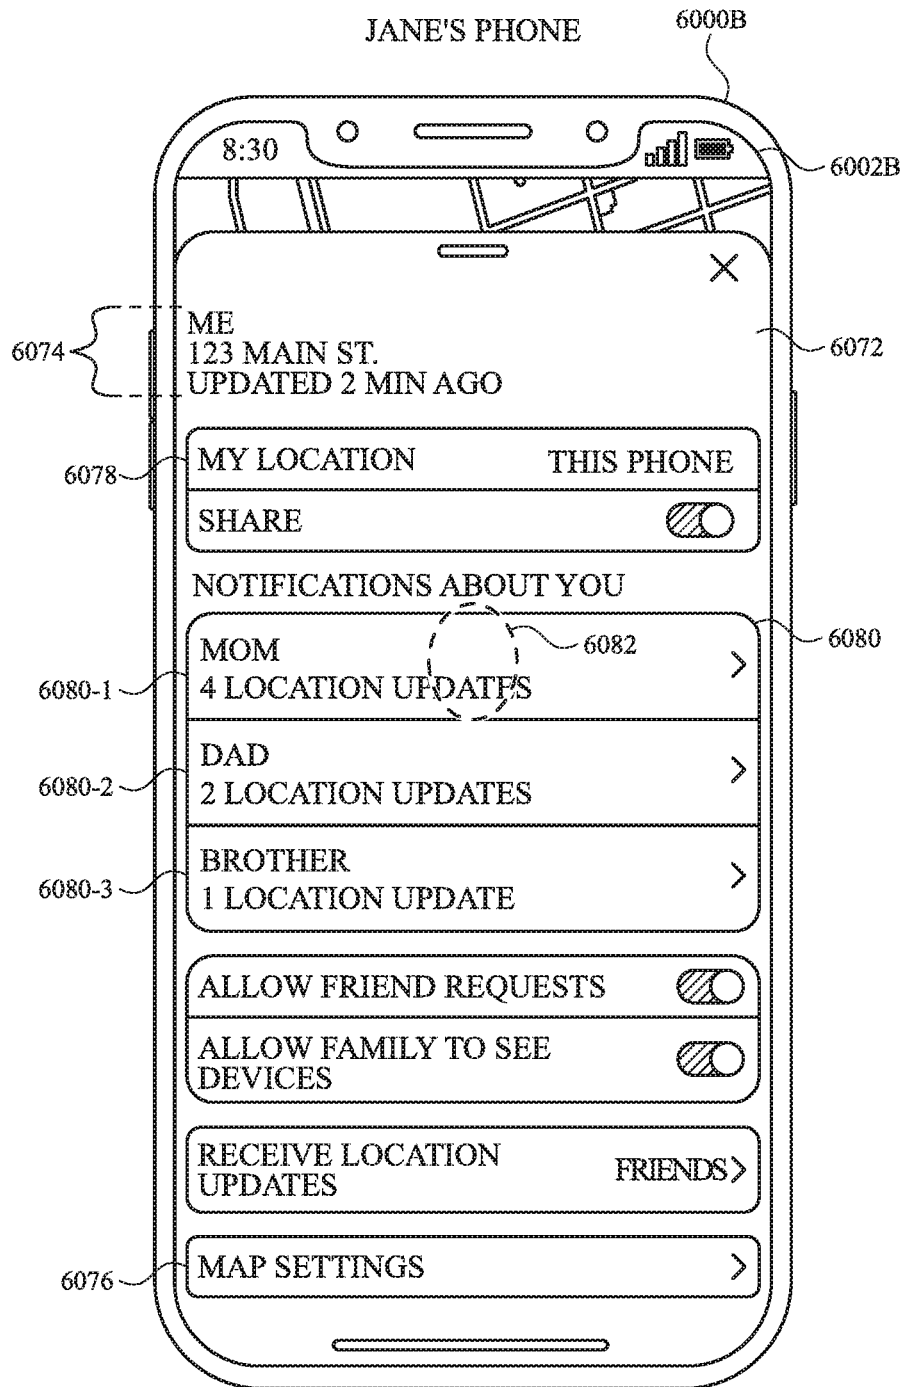 JANE'S PHONE
6000B
8:30
6002B
6074
ME
123 MAIN ST.
UPDATED 2 MIN AGO
6072
6078
MY LOCATION THIS PHONE
SHARE
NOTIFICATIONS ABOUT YOU
6082
6080
6080-1
MOM
4 LOCATION UPDATES
6080-2
DAD
2 LOCATION UPDATES
6080-3
BROTHER
1 LOCATION UPDATE
ALLOW FRIEND REQUESTS
ALLOW FAMILY TO SEE
DEVICES
RECEIVE LOCATION
UPDATES
FRIENDS
6076
MAP SETTINGS